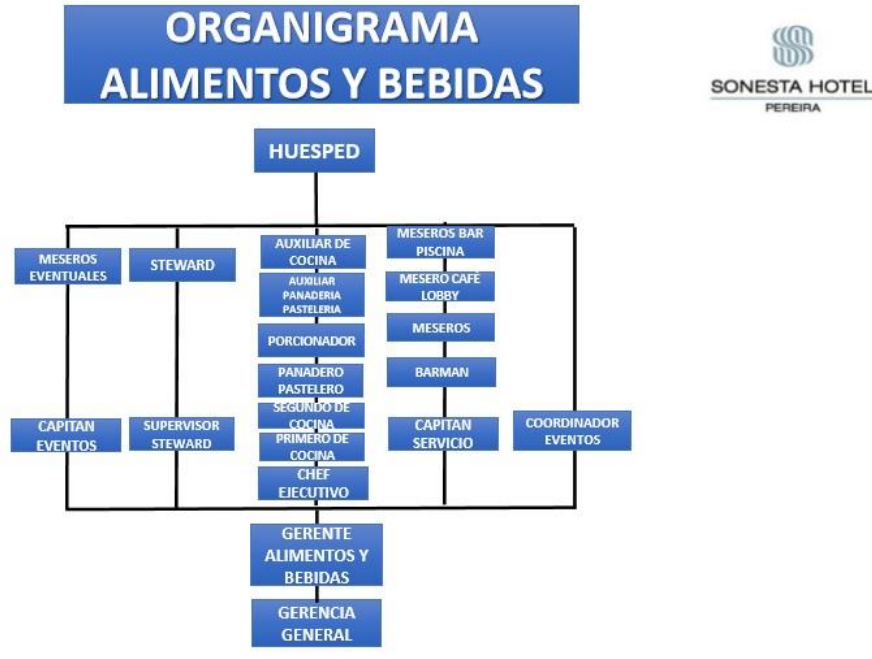 ORGANIGRAMA
ALIMENTOS Y BEBIDAS
SONESTA HOTEL
PEREIRA
HUESPED
MESEROS
EVENTUALES
CAPITAN
EVENTOS
STEWARD
SUPERVISOR
STEWARD
AUXILIAR DE
COCINA
AUXILIAR
PANADERIA
PASTELERIA
PORCIONADOR
PANADERO
PASTELERO
SEGUNDO DE
COCINA
PRIMERO DE
COCINA
CHEF
EJECUTIVO
MESEROS BAR
PISCINA
MESERO CAFÉ
LOBBY
MESEROS
BARMAN
CAPITAN
SERVICIO
COORDINADOR
EVENTOS
GERENTE
ALIMENTOS Y
BEBIDAS
GERENCIA
GENERAL